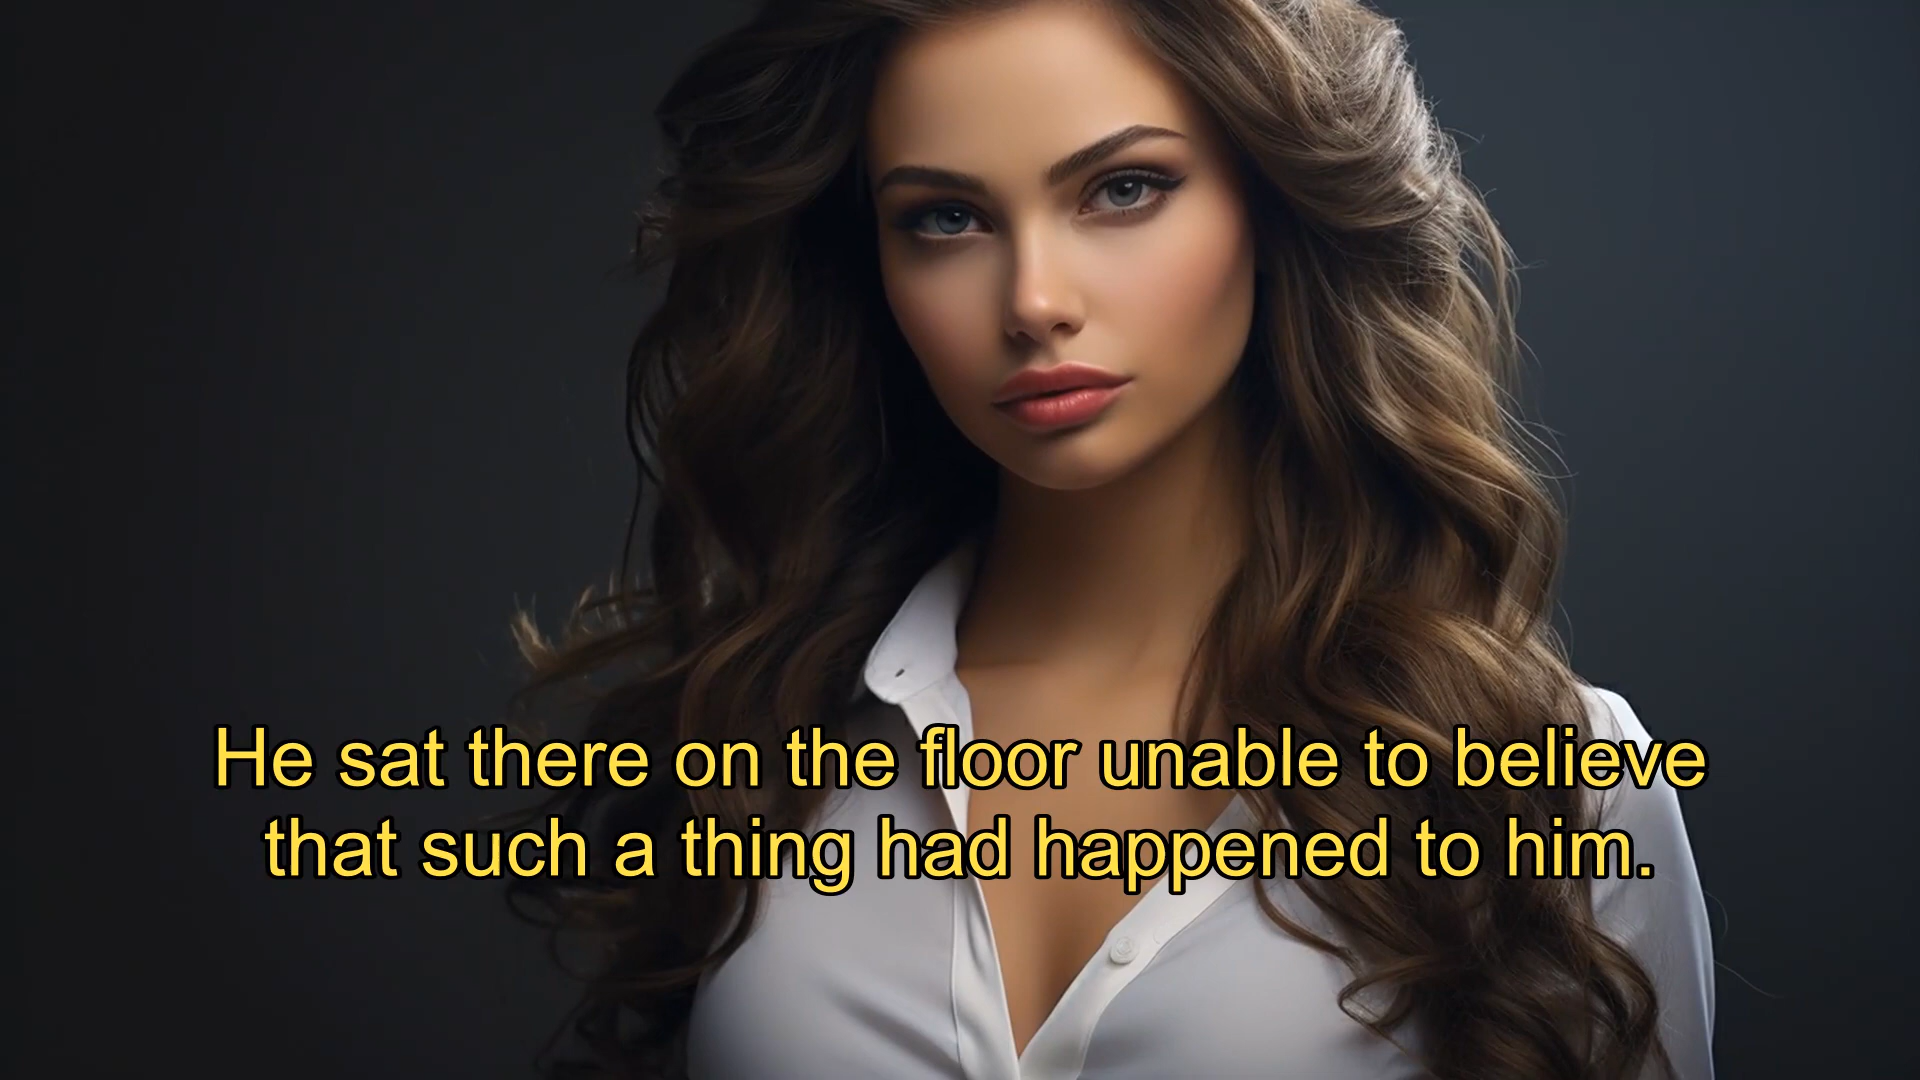 He sat there on the floor unable to believe
that such a thing had happened to him.